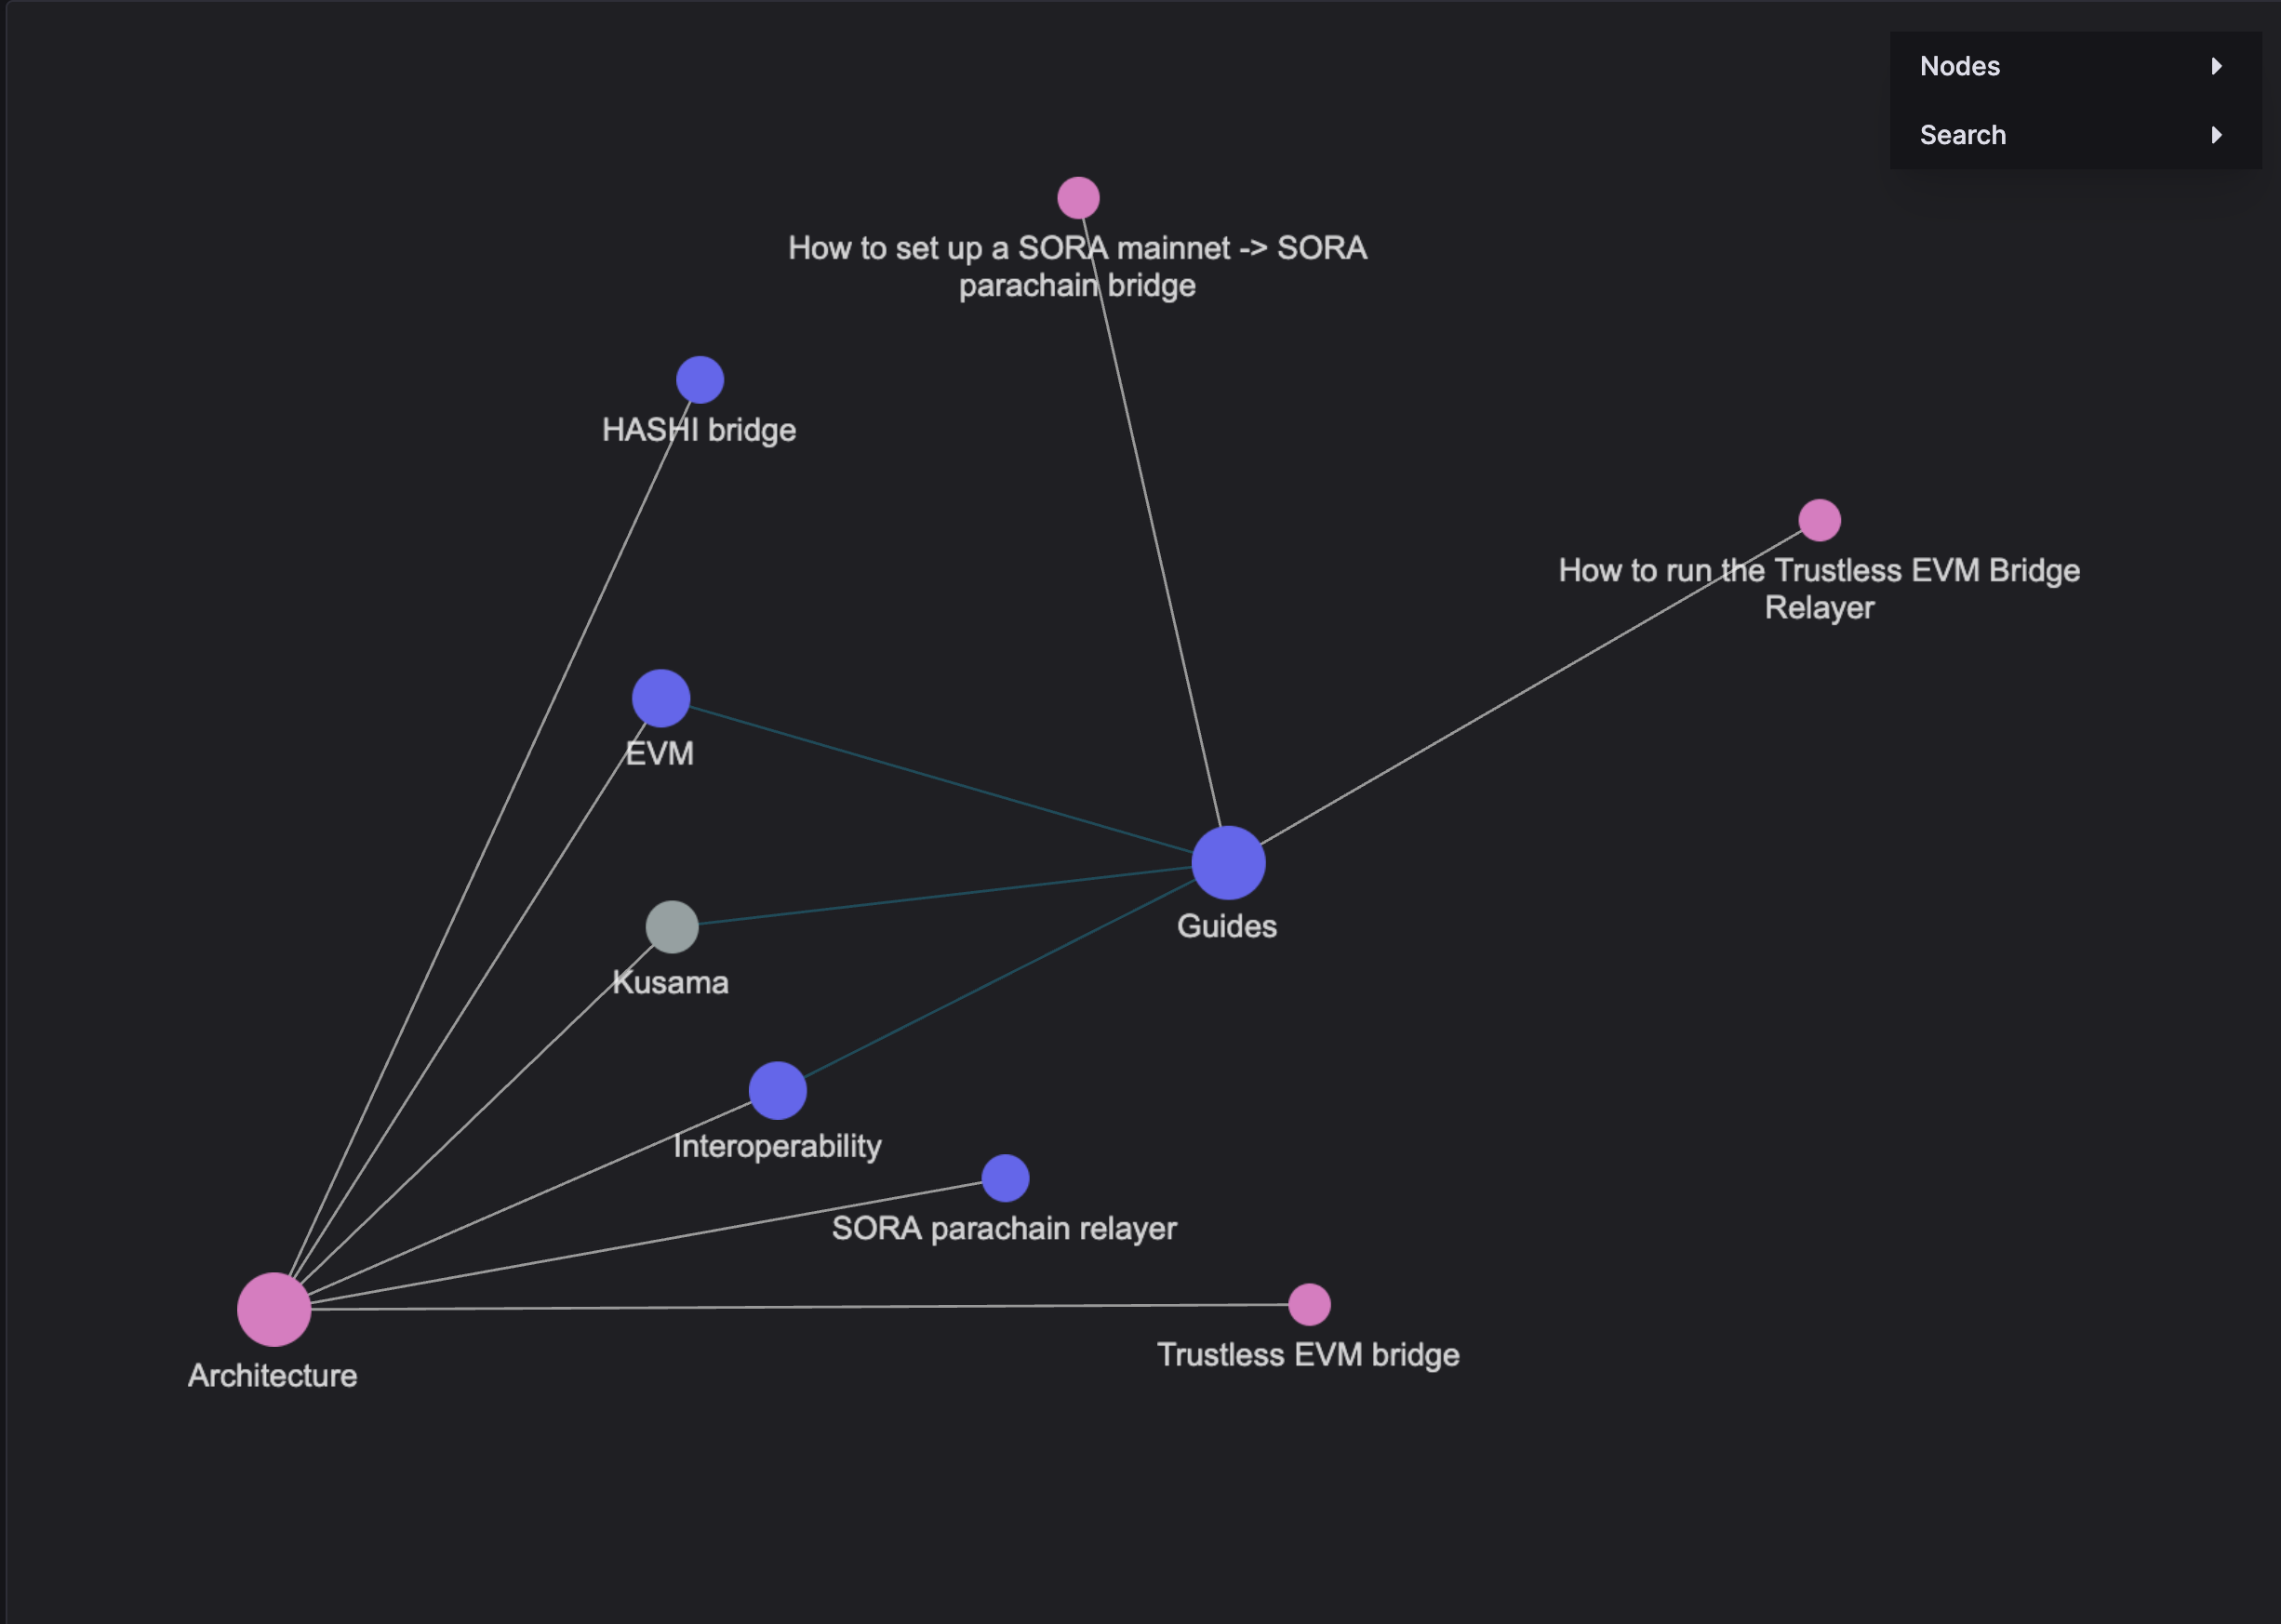 Nodes
Search
How to set up a SORA mainnet -> SORA
parachain bridge
HASHI bridge
How to run the Trustless EVM Bridge
Relayer
EVM
Guides
Kusama
Interoperability
SORA parachain relayer
Trustless EVM bridge
Architecture